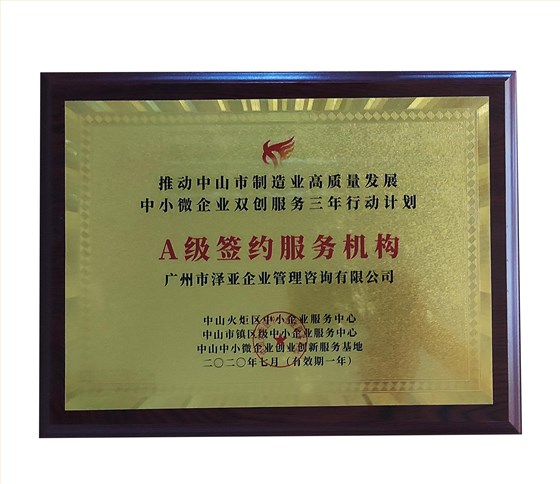 推动中山市制造业高质量发展
中小微企业双创服务三年行动计划
A级签约服务机构
广州市泽亚企业管理咨询有限公司
中山火炬区中小企业服务中心
中山市镇区级中小企业服务中心
中山中小微企业创业创新服务基地
二〇二〇年七月（有效期一年）